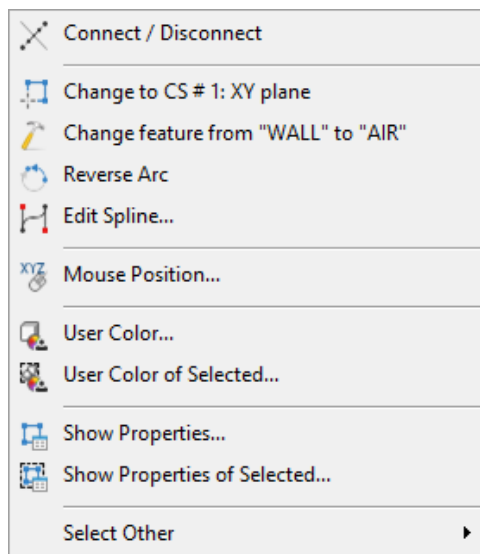 Connect / Disconnect
Change to CS # 1: XY plane
Change feature from "WALL" to "AIR"
Reverse Arc
Edit Spline...
XYZ Mouse Position...
User Color...
User Color of Selected...
Show Properties...
Show Properties of Selected...
Select Other